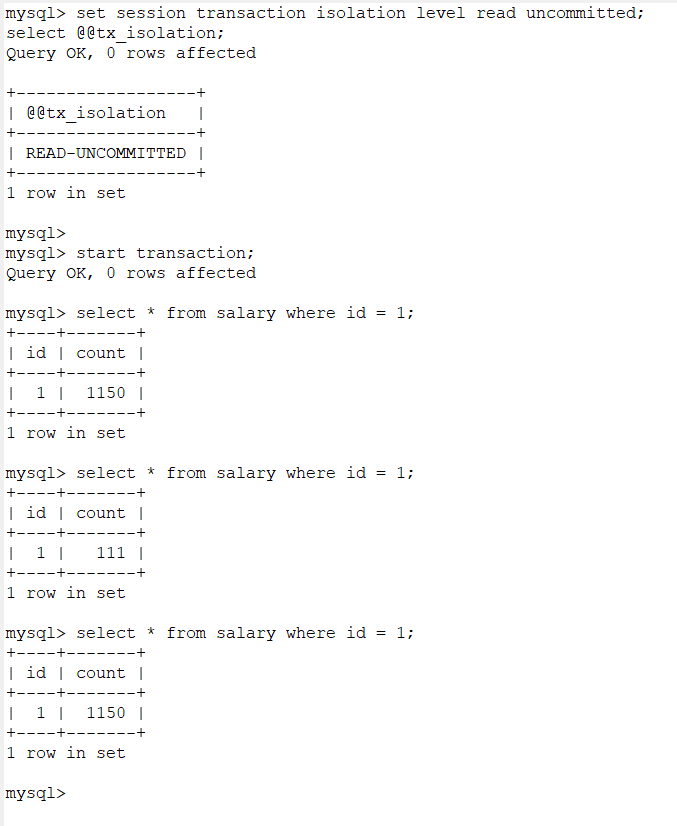 mysql> set session transaction isolation level read uncommitted;
select @@tx_isolation;
Query OK, 0 rows affected

+------------------+
| @@tx_isolation   |
+------------------+
| READ-UNCOMMITTED |
+------------------+
1 row in set

mysql>
mysql> start transaction;
Query OK, 0 rows affected

mysql> select * from salary where id = 1;
+----+-------+
| id | count |
+----+-------+
|  1 |  1150 |
+----+-------+
1 row in set

mysql> select * from salary where id = 1;
+----+-------+
| id | count |
+----+-------+
|  1 |   111 |
+----+-------+
1 row in set

mysql> select * from salary where id = 1;
+----+-------+
| id | count |
+----+-------+
|  1 |  1150 |
+----+-------+
1 row in set

mysql>